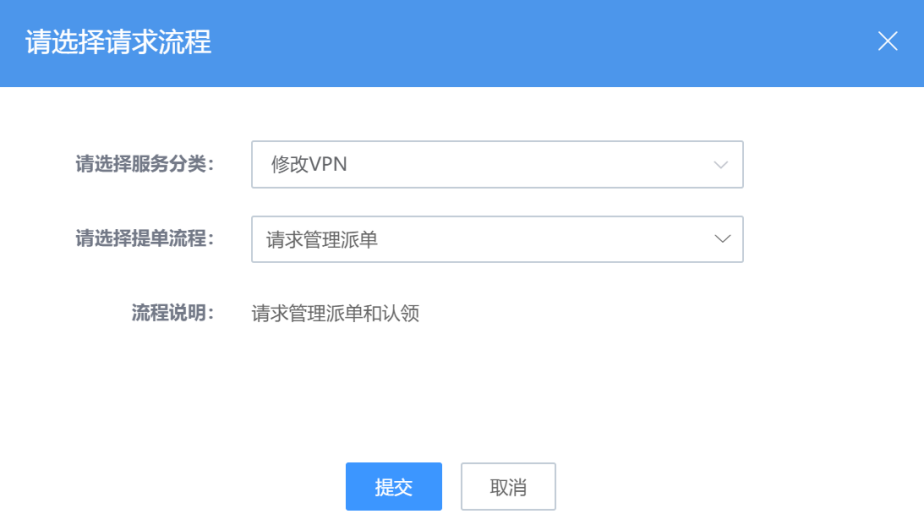 请选择请求流程
请选择服务分类： 修改VPN
请选择提单流程： 请求管理派单
流程说明： 请求管理派单和认领
提交 取消